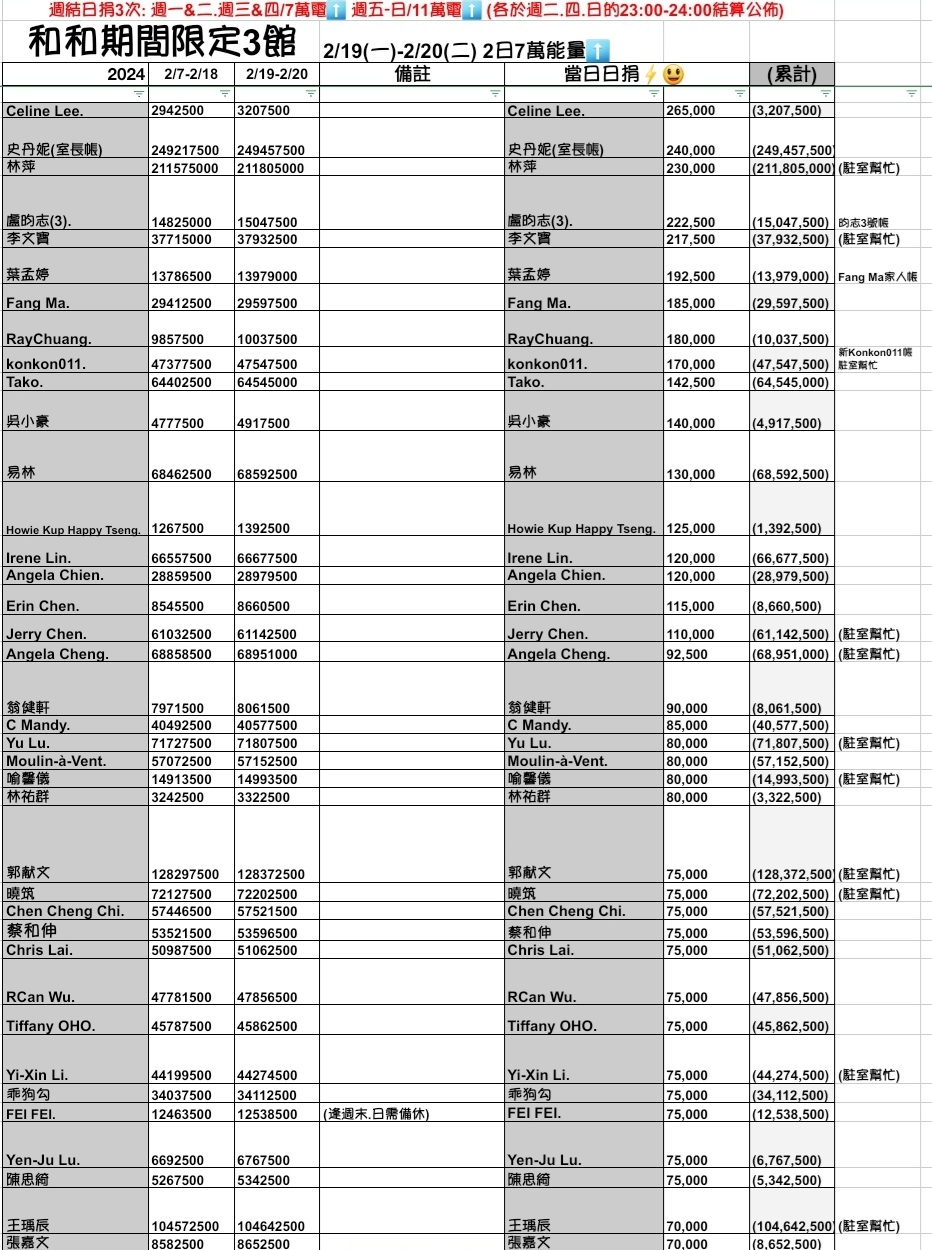 週結日捐3次: 週一&二.週三&四/7萬電⬆️ 週五-日/11萬電⬆️ (各於週二.四.日的23:00-24:00結算公佈)
和和期間限定3館 2/19(一)-2/20(二) 2日7萬能量⬆️
2024 2/7-2/18 2/19-2/20 備註 當日日捐⚡😃 (累計)
Celine Lee. 2942500 3207500 Celine Lee. 265,000 (3,207,500)
史丹妮(室長帳) 249217500 249457500 史丹妮(室長帳) 240,000 (249,457,500)
林萍 211575000 211805000 林萍 230,000 (211,805,000) (駐室幫忙)
盧昀志(3). 14825000 15047500 盧昀志(3). 222,500 (15,047,500) 昀志3號帳
李文寶 37715000 37932500 李文寶 217,500 (37,932,500) (駐室幫忙)
葉孟婷 13786500 13979000 葉孟婷 192,500 (13,979,000) Fang Ma家人帳
Fang Ma. 29412500 29597500 Fang Ma. 185,000 (29,597,500)
RayChuang. 9857500 10037500 RayChuang. 180,000 (10,037,500)
konkon011. 47377500 47547500 konkon011. 170,000 (47,547,500) 新Konkon011帳 駐室幫忙
Tako. 64402500 64545000 Tako. 142,500 (64,545,000)
吳小豪 4777500 4917500 吳小豪 140,000 (4,917,500)
易林 68462500 68592500 易林 130,000 (68,592,500)
Howie Kup Happy Tseng. 1267500 1392500 Howie Kup Happy Tseng. 125,000 (1,392,500)
Irene Lin. 66557500 66677500 Irene Lin. 120,000 (66,677,500)
Angela Chien. 28859500 28979500 Angela Chien. 120,000 (28,979,500)
Erin Chen. 8545500 8660500 Erin Chen. 115,000 (8,660,500)
Jerry Chen. 61032500 61142500 Jerry Chen. 110,000 (61,142,500) (駐室幫忙)
Angela Cheng. 68858500 68951000 Angela Cheng. 92,500 (68,951,000) (駐室幫忙)
翁健軒 7971500 8061500 翁健軒 90,000 (8,061,500)
C Mandy. 40492500 40577500 C Mandy. 85,000 (40,577,500)
Yu Lu. 71727500 71807500 Yu Lu. 80,000 (71,807,500) (駐室幫忙)
Moulin-à-Vent. 57072500 57152500 Moulin-à-Vent. 80,000 (57,152,500)
喻馨儀 14913500 14993500 喻馨儀 80,000 (14,993,500) (駐室幫忙)
林祐群 3242500 3322500 林祐群 80,000 (3,322,500)
郭献文 128297500 128372500 郭献文 75,000 (128,372,500) (駐室幫忙)
曉筑 72127500 72202500 曉筑 75,000 (72,202,500) (駐室幫忙)
Chen Cheng Chi. 57446500 57521500 Chen Cheng Chi. 75,000 (57,521,500)
蔡和伸 53521500 53596500 蔡和伸 75,000 (53,596,500)
Chris Lai. 50987500 51062500 Chris Lai. 75,000 (51,062,500)
RCan Wu. 47781500 47856500 RCan Wu. 75,000 (47,856,500)
Tiffany OHO. 45787500 45862500 Tiffany OHO. 75,000 (45,862,500)
Yi-Xin Li. 44199500 44274500 Yi-Xin Li. 75,000 (44,274,500) (駐室幫忙)
乖狗勾 34037500 34112500 乖狗勾 75,000 (34,112,500)
FEI FEI. 12463500 12538500 (逢週末.日需備休) FEI FEI. 75,000 (12,538,500)
Yen-Ju Lu. 6692500 6767500 Yen-Ju Lu. 75,000 (6,767,500)
陳思綺 5267500 5342500 陳思綺 75,000 (5,342,500)
王瑀辰 104572500 104642500 王瑀辰 70,000 (104,642,500) (駐室幫忙)
張嘉文 8582500 8652500 張嘉文 70,000 (8,652,500)